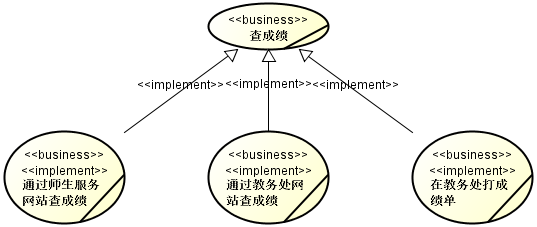 <<business>>
查成绩
<<implement>>
<<implement>>
<<implement>>
<<business>>
<<implement>>
通过师生服务
网站查成绩
<<business>>
<<implement>>
通过教务处网
站查成绩
<<business>>
<<implement>>
在教务处打成
绩单